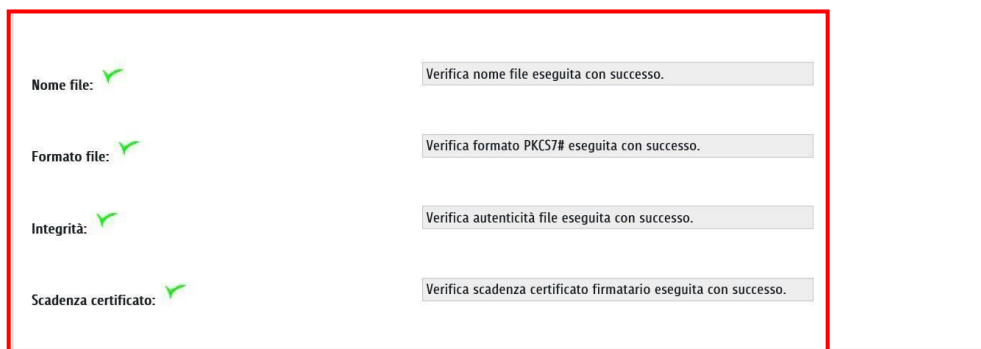 Nome file:
Verifica nome file eseguita con successo.
Formato file:
Verifica formato PKCS7# eseguita con successo.
Integrità:
Verifica autenticità file eseguita con successo.
Scadenza certificato:
Verifica scadenza certificato firmatario eseguita con successo.